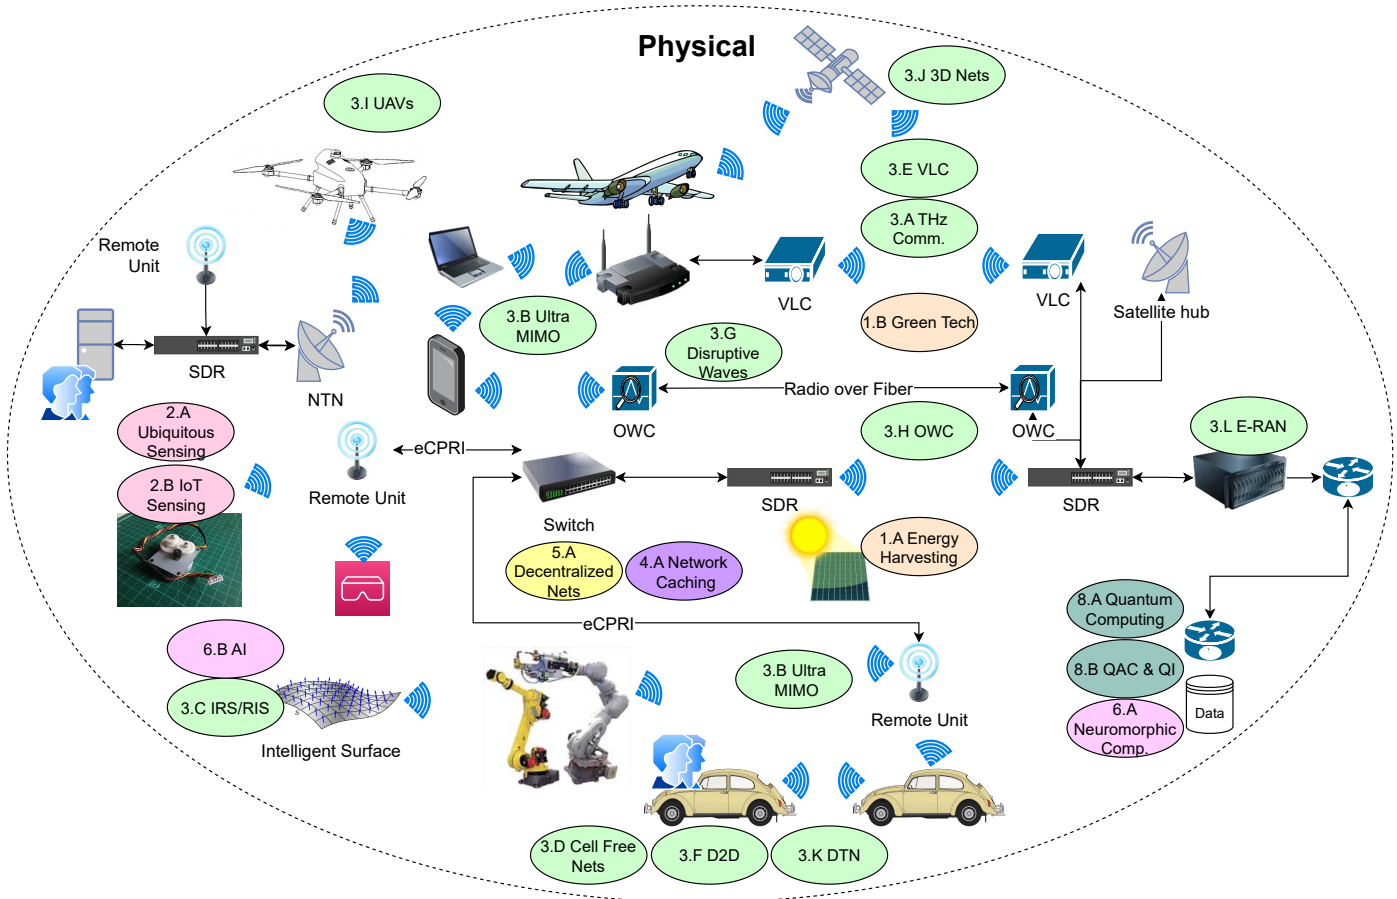 Physical
3.I UAVs
3.J 3D Nets
3.E VLC
3.A THz
Comm.
Remote
Unit
VLC
VLC
Satellite hub
3.B Ultra
MIMO
1.B Green Tech
3.G
Disruptive
Waves
SDR
NTN
Radio over Fiber
OWC
OWC
2.A
Ubiquitous
Sensing
3.H OWC
3.L E-RAN
eCPRI
2.B IoT
Sensing
Remote Unit
SDR
SDR
Switch
5.A
Decentralized
Nets
4.A Network
Caching
1.A Energy
Harvesting
eCPRI
8.A Quantum
Computing
8.B QAC & QI
6.A
Neuromorphic
Comp.
Data
6.B AI
3.C IRS/RIS
S
Intelligent Surface
3.B Ultra
MIMO
Remote Unit
3.D Cell Free
Nets
3.F D2D
3.K DTN